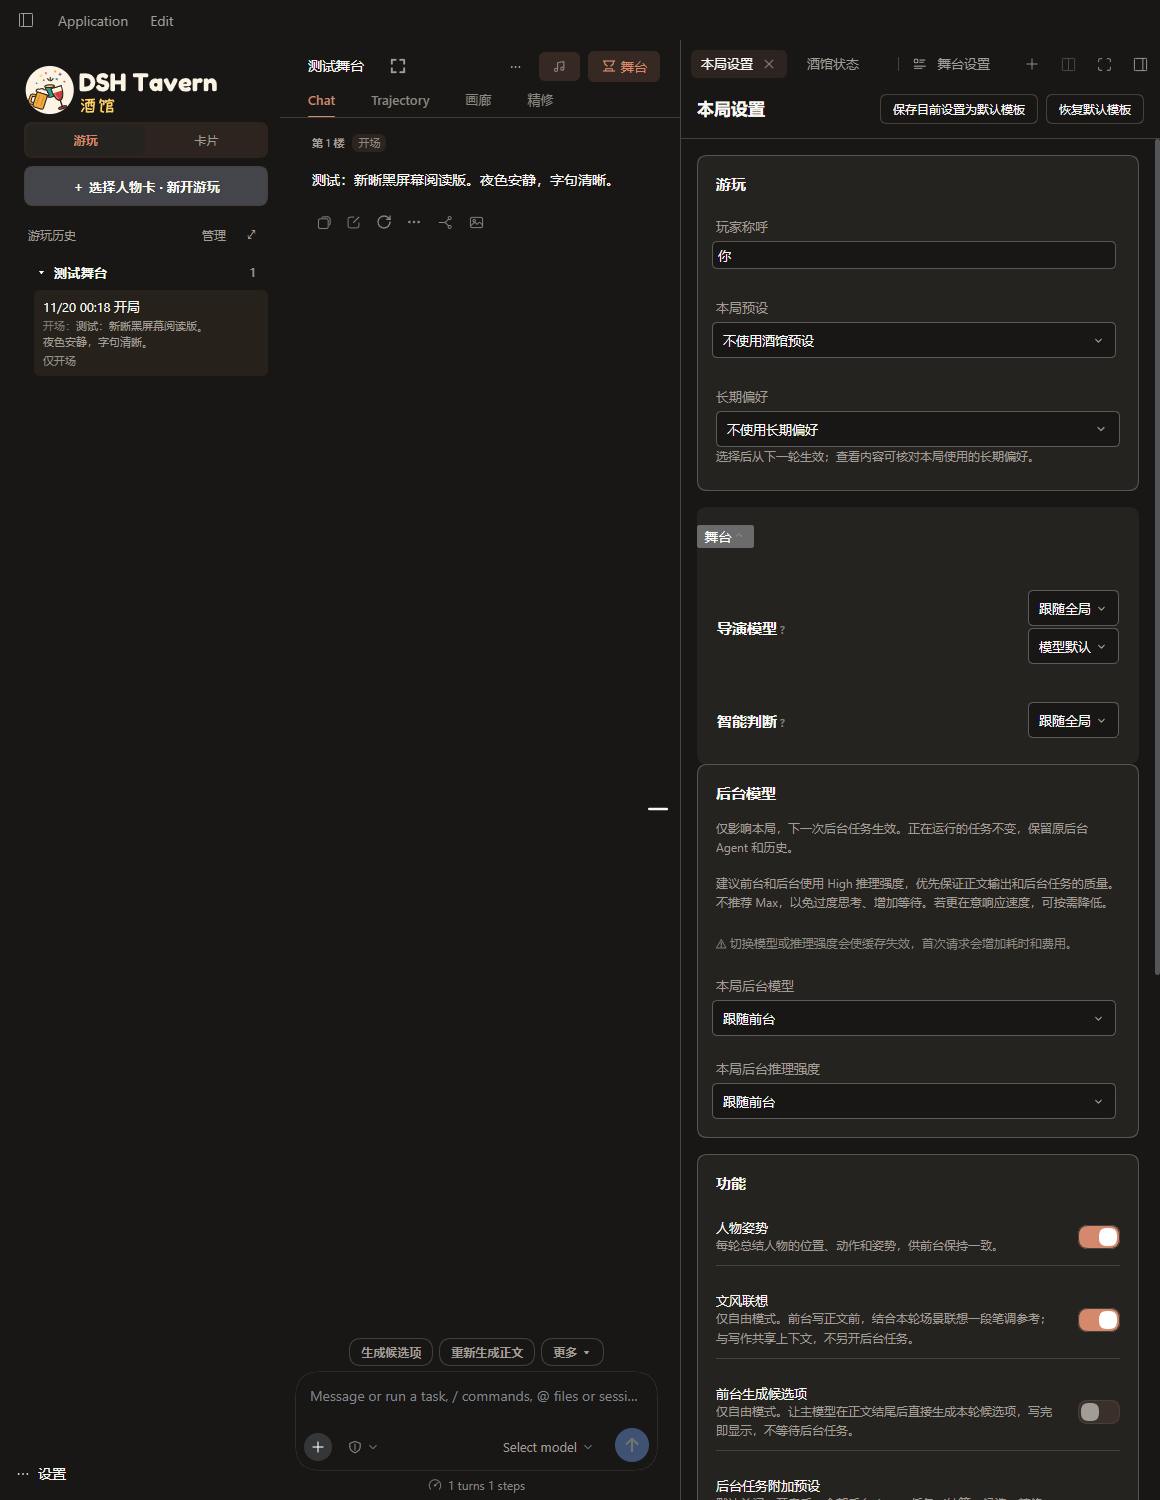 Application Edit
DSH Tavern
酒馆
游玩 卡片
+ 选择人物卡 · 新开游玩
游玩历史 管理
测试舞台 1
11/20 00:18 开局
开场：测试：新晰黑屏幕阅读版。
夜色安静，字句清晰。
仅开场
... 设置
测试舞台
... 舞台
Chat Trajectory 画廊 精修
第 1 楼 开场
测试：新晰黑屏幕阅读版。夜色安静，字句清晰。
生成候选项 重新生成正文 更多
Message or run a task, / commands, @ files or sessi...
Select model
1 turns 1 steps
本局设置 酒馆状态 舞台设置
本局设置 保存目前设置为默认模板 恢复默认模板
游玩
玩家称呼
你
本局预设
不使用酒馆预设
长期偏好
不使用长期偏好
选择后从下一轮生效；查看内容可核对本局使用的长期偏好。
舞台
导演模型 ? 跟随全局
模型默认
智能判断 ? 跟随全局
后台模型
仅影响本局，下一次后台任务生效。正在运行的任务不变，保留原后台
Agent 和历史。
建议前台和后台使用 High 推理强度，优先保证正文输出和后台任务的质量。
不推荐 Max，以免过度思考、增加等待。若更在意响应速度，可按需降低。
⚠ 切换模型或推理强度会使缓存失效，首次请求会增加耗时和费用。
本局后台模型
跟随前台
本局后台推理强度
跟随前台
功能
人物姿势
每轮总结人物的位置、动作和姿势，供前台保持一致。
文风联想
仅自由模式。前台写正文前，结合本轮场景联想一段笔调参考；
与写作共享上下文，不另开后台任务。
前台生成候选项
仅自由模式。让主模型在正文结尾后直接生成本轮候选项，写完
即显示，不等待后台任务。
后台任务附加预设